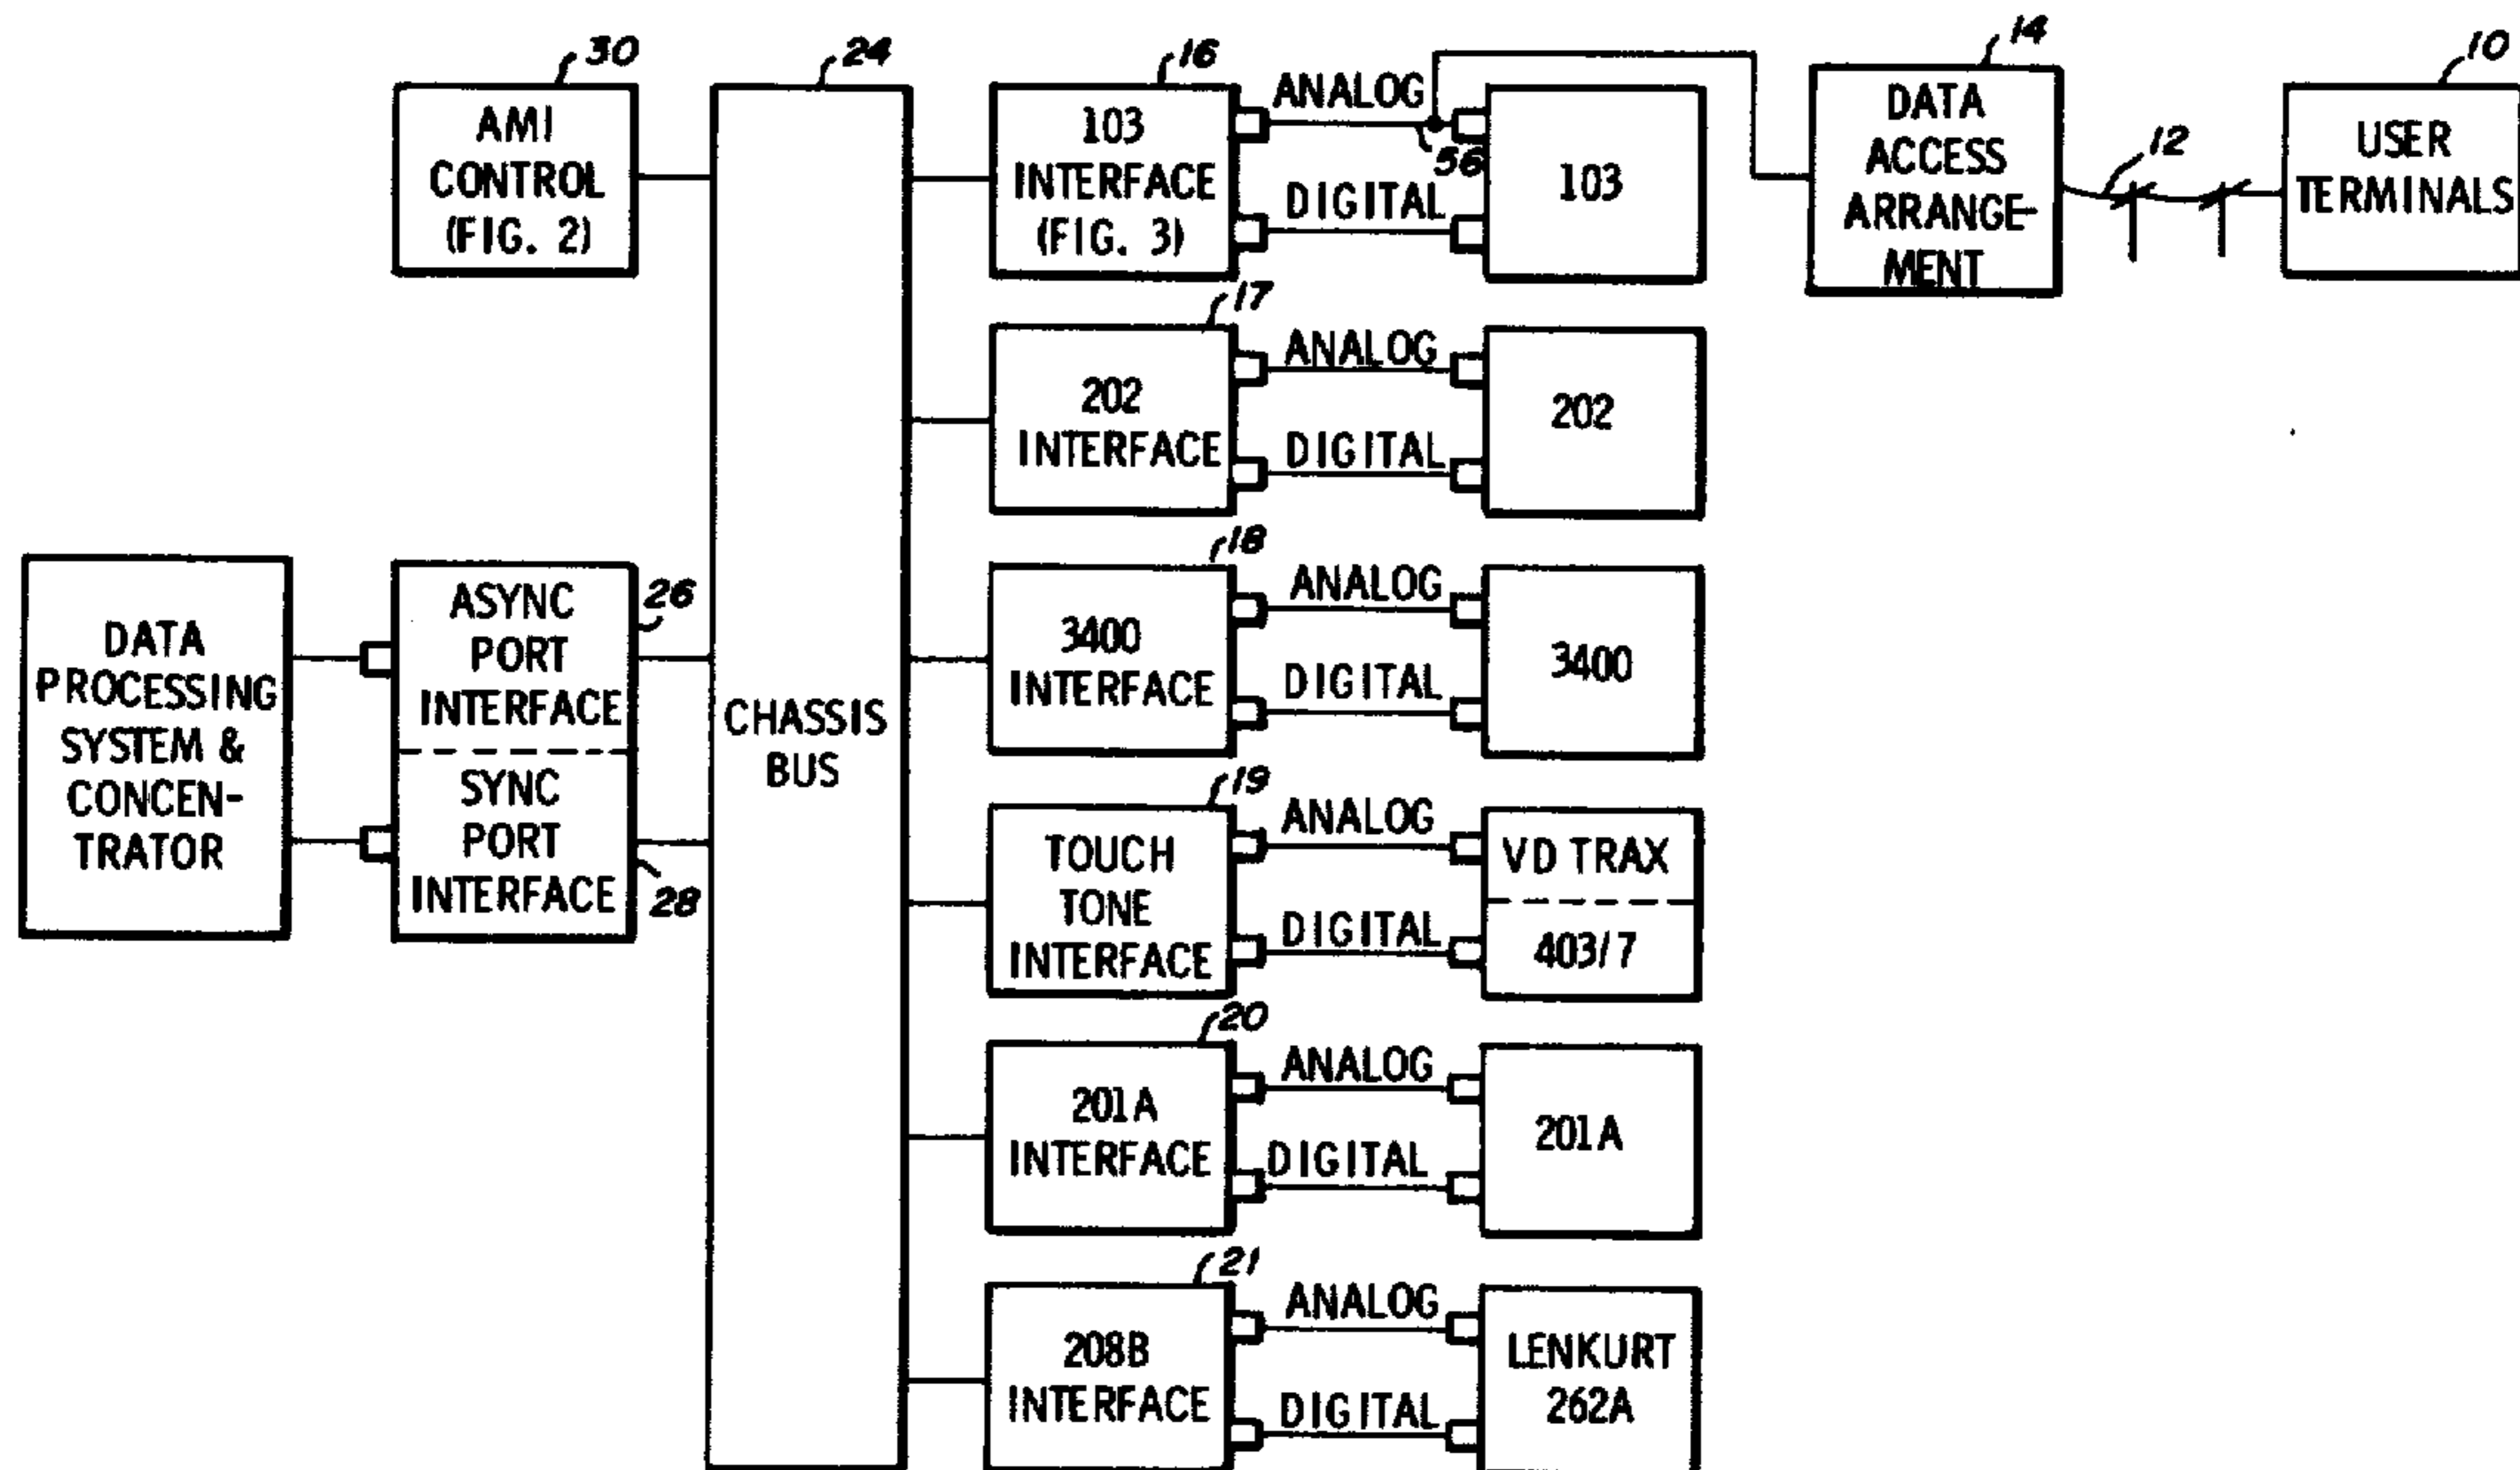 30
AMI
CONTROL
(FIG. 2)
24
CHASSIS
BUS
16
103
INTERFACE
(FIG. 3)
ANALOG
56
DIGITAL
103
14
DATA
ACCESS
ARRANGE-
MENT
12
10
USER
TERMINALS
17
202
INTERFACE
ANALOG
DIGITAL
202
DATA
PROCESSING
SYSTEM &
CONCEN-
TRATOR
26
ASYNC
PORT
INTERFACE
SYNC
PORT
INTERFACE
28
18
3400
INTERFACE
ANALOG
DIGITAL
3400
19
TOUCH
TONE
INTERFACE
ANALOG
DIGITAL
VD TRAX
403/7
20
201A
INTERFACE
ANALOG
DIGITAL
201A
21
208B
INTERFACE
ANALOG
DIGITAL
LENKURT
262A